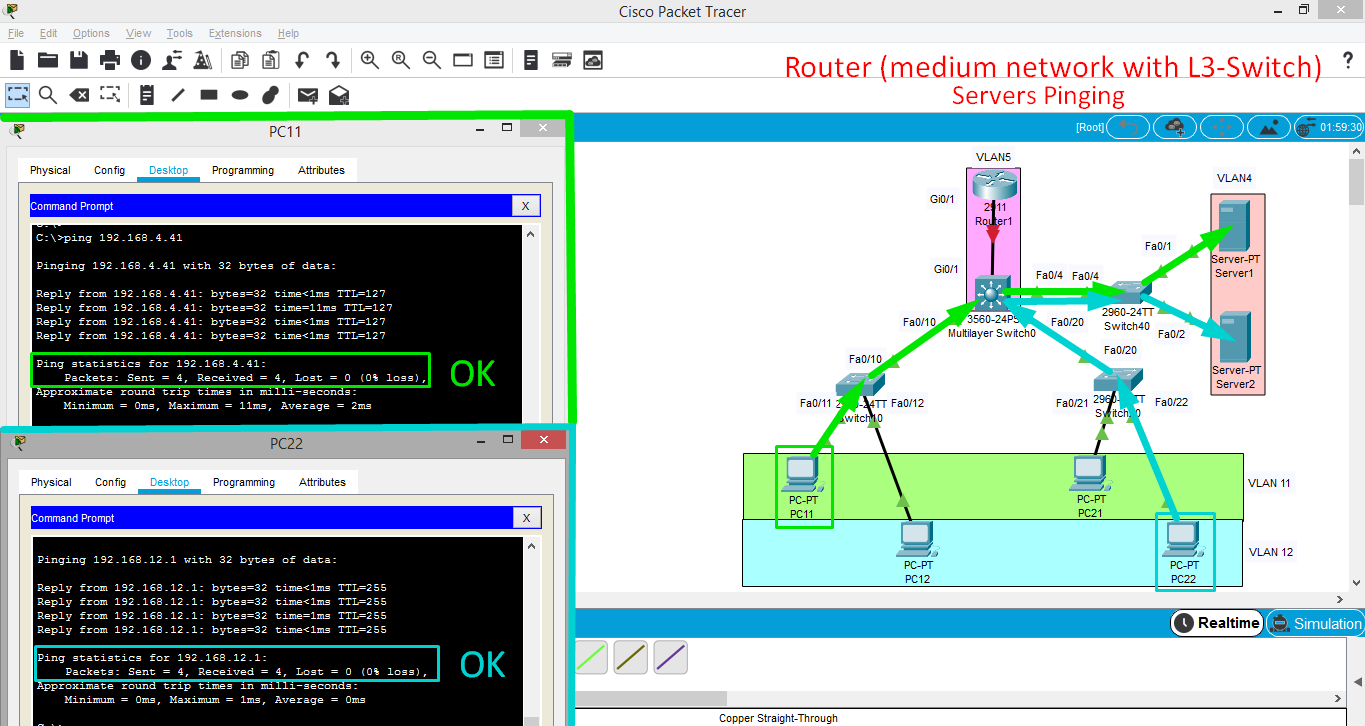 Cisco Packet Tracer
File Edit Options View Tools Extensions Help
Router (medium network with L3-Switch)
Servers Pinging
?
[Root]
01:59:30
PC11
Physical Config Desktop Programming Attributes
Command Prompt X
C:\>ping 192.168.4.41
Pinging 192.168.4.41 with 32 bytes of data:
Reply from 192.168.4.41: bytes=32 time<1ms TTL=127
Reply from 192.168.4.41: bytes=32 time=11ms TTL=127
Reply from 192.168.4.41: bytes=32 time<1ms TTL=127
Reply from 192.168.4.41: bytes=32 time<1ms TTL=127
Ping statistics for 192.168.4.41:
Packets: Sent = 4, Received = 4, Lost = 0 (0% loss),
OK
Approximate round trip times in milli-seconds:
Minimum = 0ms, Maximum = 11ms, Average = 2ms
PC22
Physical Config Desktop Programming Attributes
Command Prompt X
Pinging 192.168.12.1 with 32 bytes of data:
Reply from 192.168.12.1: bytes=32 time<1ms TTL=255
Reply from 192.168.12.1: bytes=32 time<1ms TTL=255
Reply from 192.168.12.1: bytes=32 time=1ms TTL=255
Reply from 192.168.12.1: bytes=32 time<1ms TTL=255
Ping statistics for 192.168.12.1:
Packets: Sent = 4, Received = 4, Lost = 0 (0% loss),
OK
Approximate round trip times in milli-seconds:
Minimum = 0ms, Maximum = 1ms, Average = 0ms
VLAN5
Gi0/1
2911
Router1
Gi0/1
3560-24PS
Multilayer Switch0
VLAN4
Fa0/1
Server-PT
Server1
Fa0/4 Fa0/4
2960-24TT
Switch40
Fa0/2
Server-PT
Server2
Fa0/10
Fa0/20
Fa0/10
Fa0/20
Fa0/11
Fa0/12
Fa0/21
Fa0/22
PC-PT
PC11
PC-PT
PC21
VLAN 11
PC-PT
PC12
PC-PT
PC22
VLAN 12
Realtime Simulation
Copper Straight-Through